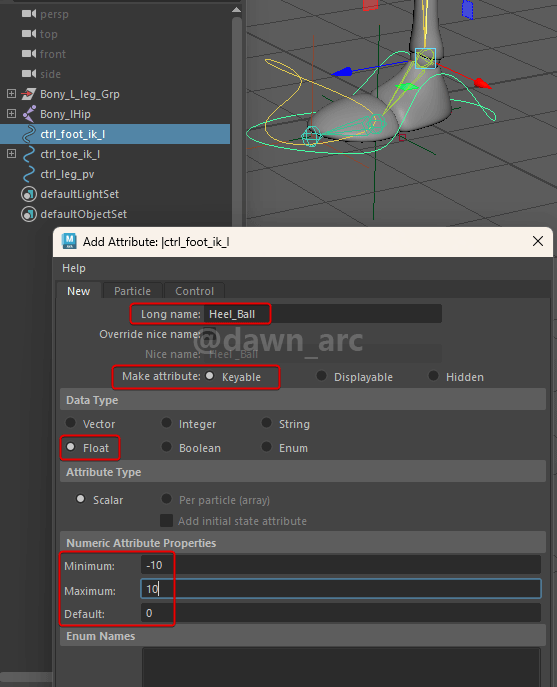 persp
top
front
side
Bony_L_leg_Grp
Bony_lHip
ctrl_foot_ik_l
ctrl_toe_ik_l
ctrl_leg_pv
defaultLightSet
defaultObjectSet
Add Attribute: |ctrl_foot_ik_l
Help
New Particle Control
Long name: Heel_Ball
Override nice name:
@dawn_arc
Nice name: Heel_Ball
Make attribute: Keyable Displayable Hidden
Data Type
Vector Integer String
Float Boolean Enum
Attribute Type
Scalar Per particle (array)
Add initial state attribute
Numeric Attribute Properties
Minimum: -10
Maximum: 10
Default: 0
Enum Names